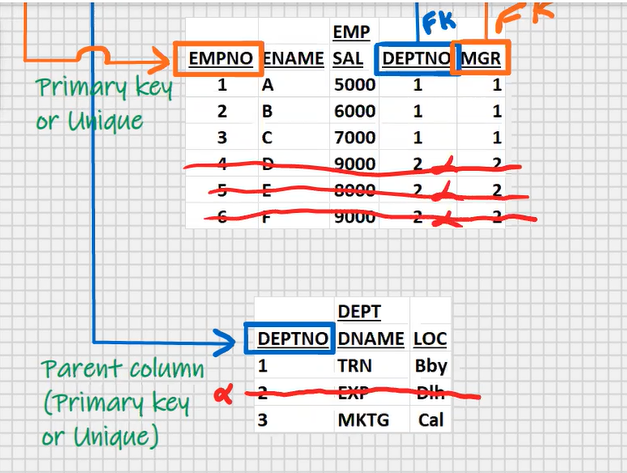 FK
FK
EMP
EMPNO ENAME SAL DEPTNO MGR
1 A 5000 1 1
2 B 6000 1 1
3 C 7000 1 1
4 D 9000 2 2
5 E 8000 2 2
6 F 9000 2 2
Primary key
or Unique
DEPT
DEPTNO DNAME LOC
1 TRN Bby
2 EXP Dlh
3 MKTG Cal
Parent column
(Primary key
or Unique)